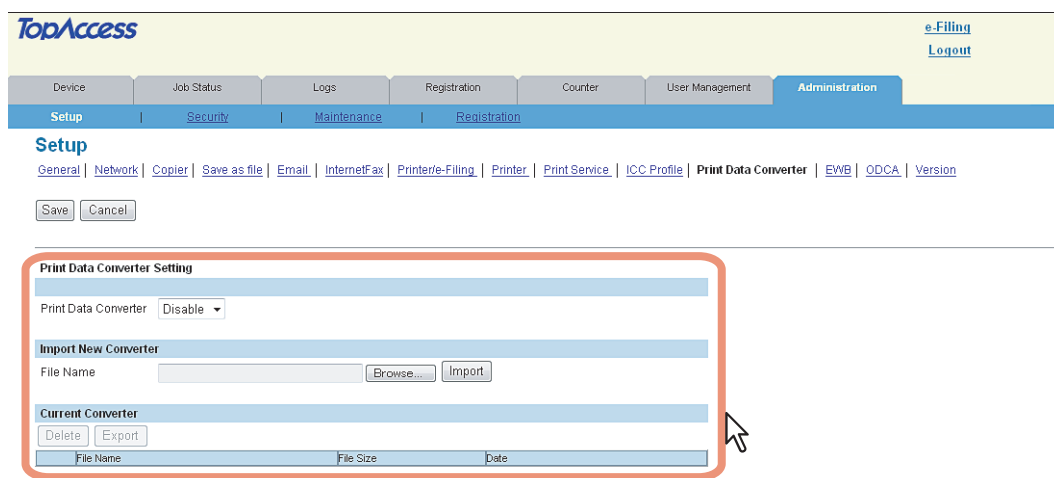 TopAccess
e-Filing
Logout
Device Job Status Logs Registration Counter User Management Administration
Setup | Security | Maintenance | Registration
Setup
General | Network | Copier | Save as file | Email | InternetFax | Printer/e-Filing | Printer | Print Service | ICC Profile | Print Data Converter | EWB | ODCA | Version
Save Cancel
Print Data Converter Setting
Print Data Converter Disable
Import New Converter
File Name Browse... Import
Current Converter
Delete Export
File Name File Size Date